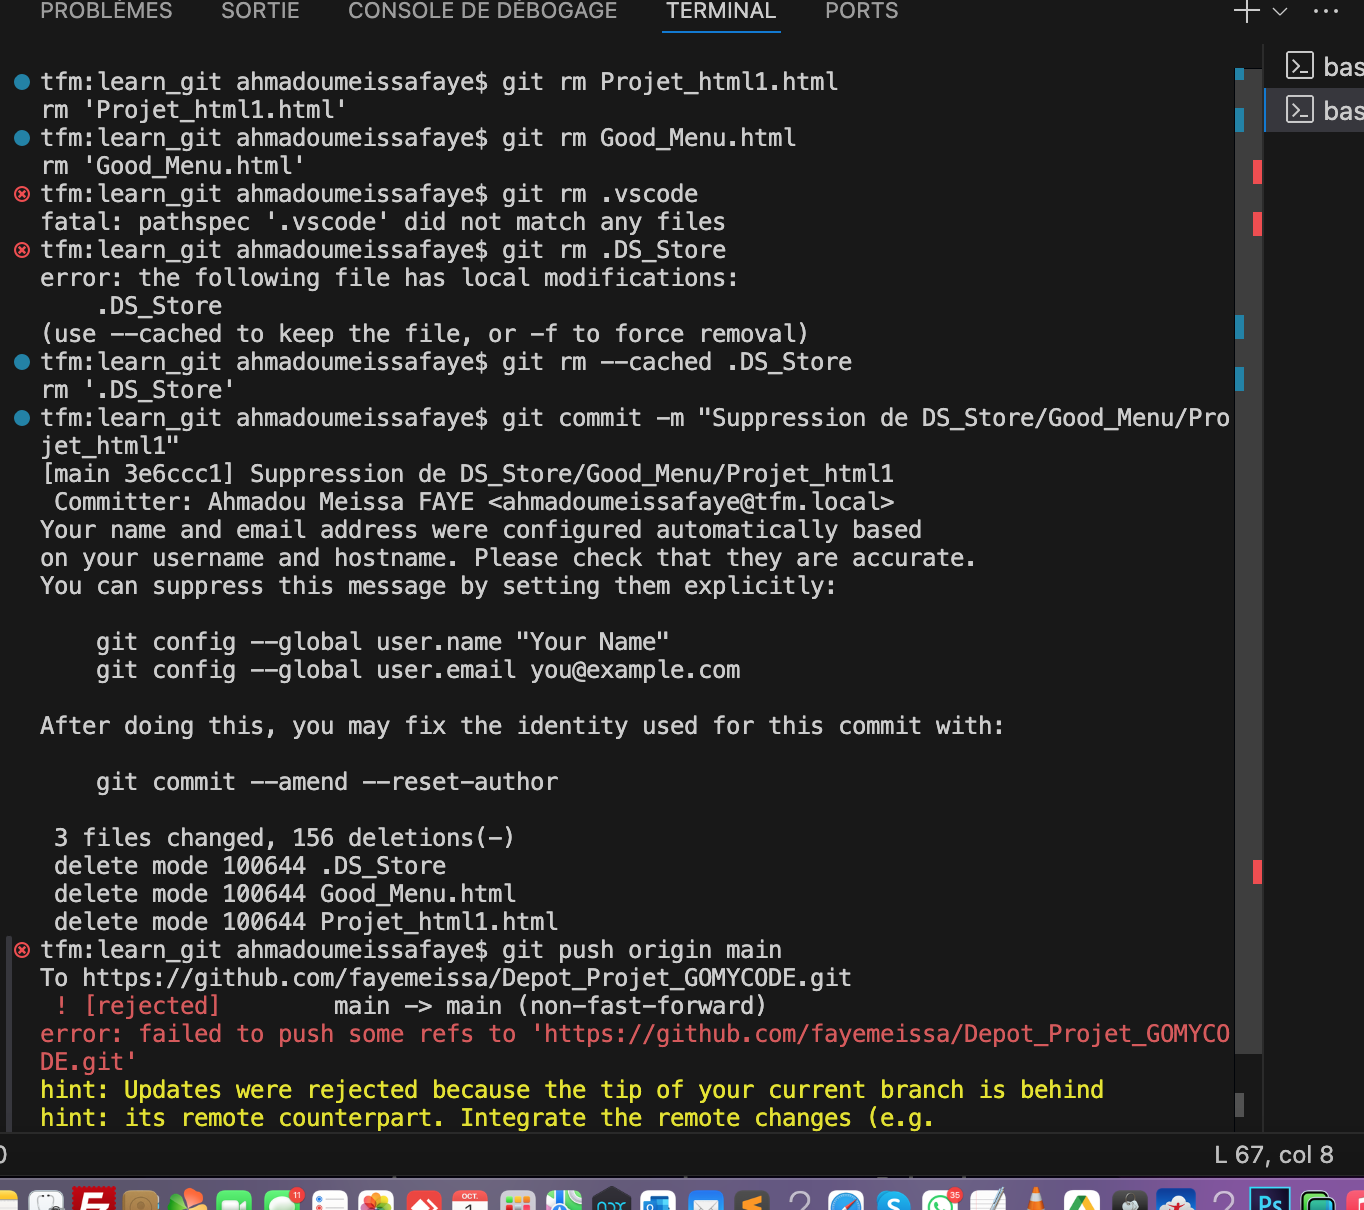 PROBLÈMES SORTIE CONSOLE DE DÉBOGAGE TERMINAL PORTS
tfm:learn_git ahmadoumeissafaye$ git rm Projet_html1.html
rm 'Projet_html1.html'
tfm:learn_git ahmadoumeissafaye$ git rm Good_Menu.html
rm 'Good_Menu.html'
tfm:learn_git ahmadoumeissafaye$ git rm .vscode
fatal: pathspec '.vscode' did not match any files
tfm:learn_git ahmadoumeissafaye$ git rm .DS_Store
error: the following file has local modifications:
    .DS_Store
(use --cached to keep the file, or -f to force removal)
tfm:learn_git ahmadoumeissafaye$ git rm --cached .DS_Store
rm '.DS_Store'
tfm:learn_git ahmadoumeissafaye$ git commit -m "Suppression de DS_Store/Good_Menu/Pro
jet_html1"
[main 3e6ccc1] Suppression de DS_Store/Good_Menu/Projet_html1
 Committer: Ahmadou Meissa FAYE <ahmadoumeissafaye@tfm.local>
Your name and email address were configured automatically based
on your username and hostname. Please check that they are accurate.
You can suppress this message by setting them explicitly:
    git config --global user.name "Your Name"
    git config --global user.email you@example.com
After doing this, you may fix the identity used for this commit with:
    git commit --amend --reset-author
 3 files changed, 156 deletions(-)
 delete mode 100644 .DS_Store
 delete mode 100644 Good_Menu.html
 delete mode 100644 Projet_html1.html
tfm:learn_git ahmadoumeissafaye$ git push origin main
To https://github.com/fayemeissa/Depot_Projet_GOMYCODE.git
 ! [rejected]        main -> main (non-fast-forward)
error: failed to push some refs to 'https://github.com/fayemeissa/Depot_Projet_GOMYCO
DE.git'
hint: Updates were rejected because the tip of your current branch is behind
hint: its remote counterpart. Integrate the remote changes (e.g.
bas
bas
L 67, col 8
11
OCT.
35
Ps